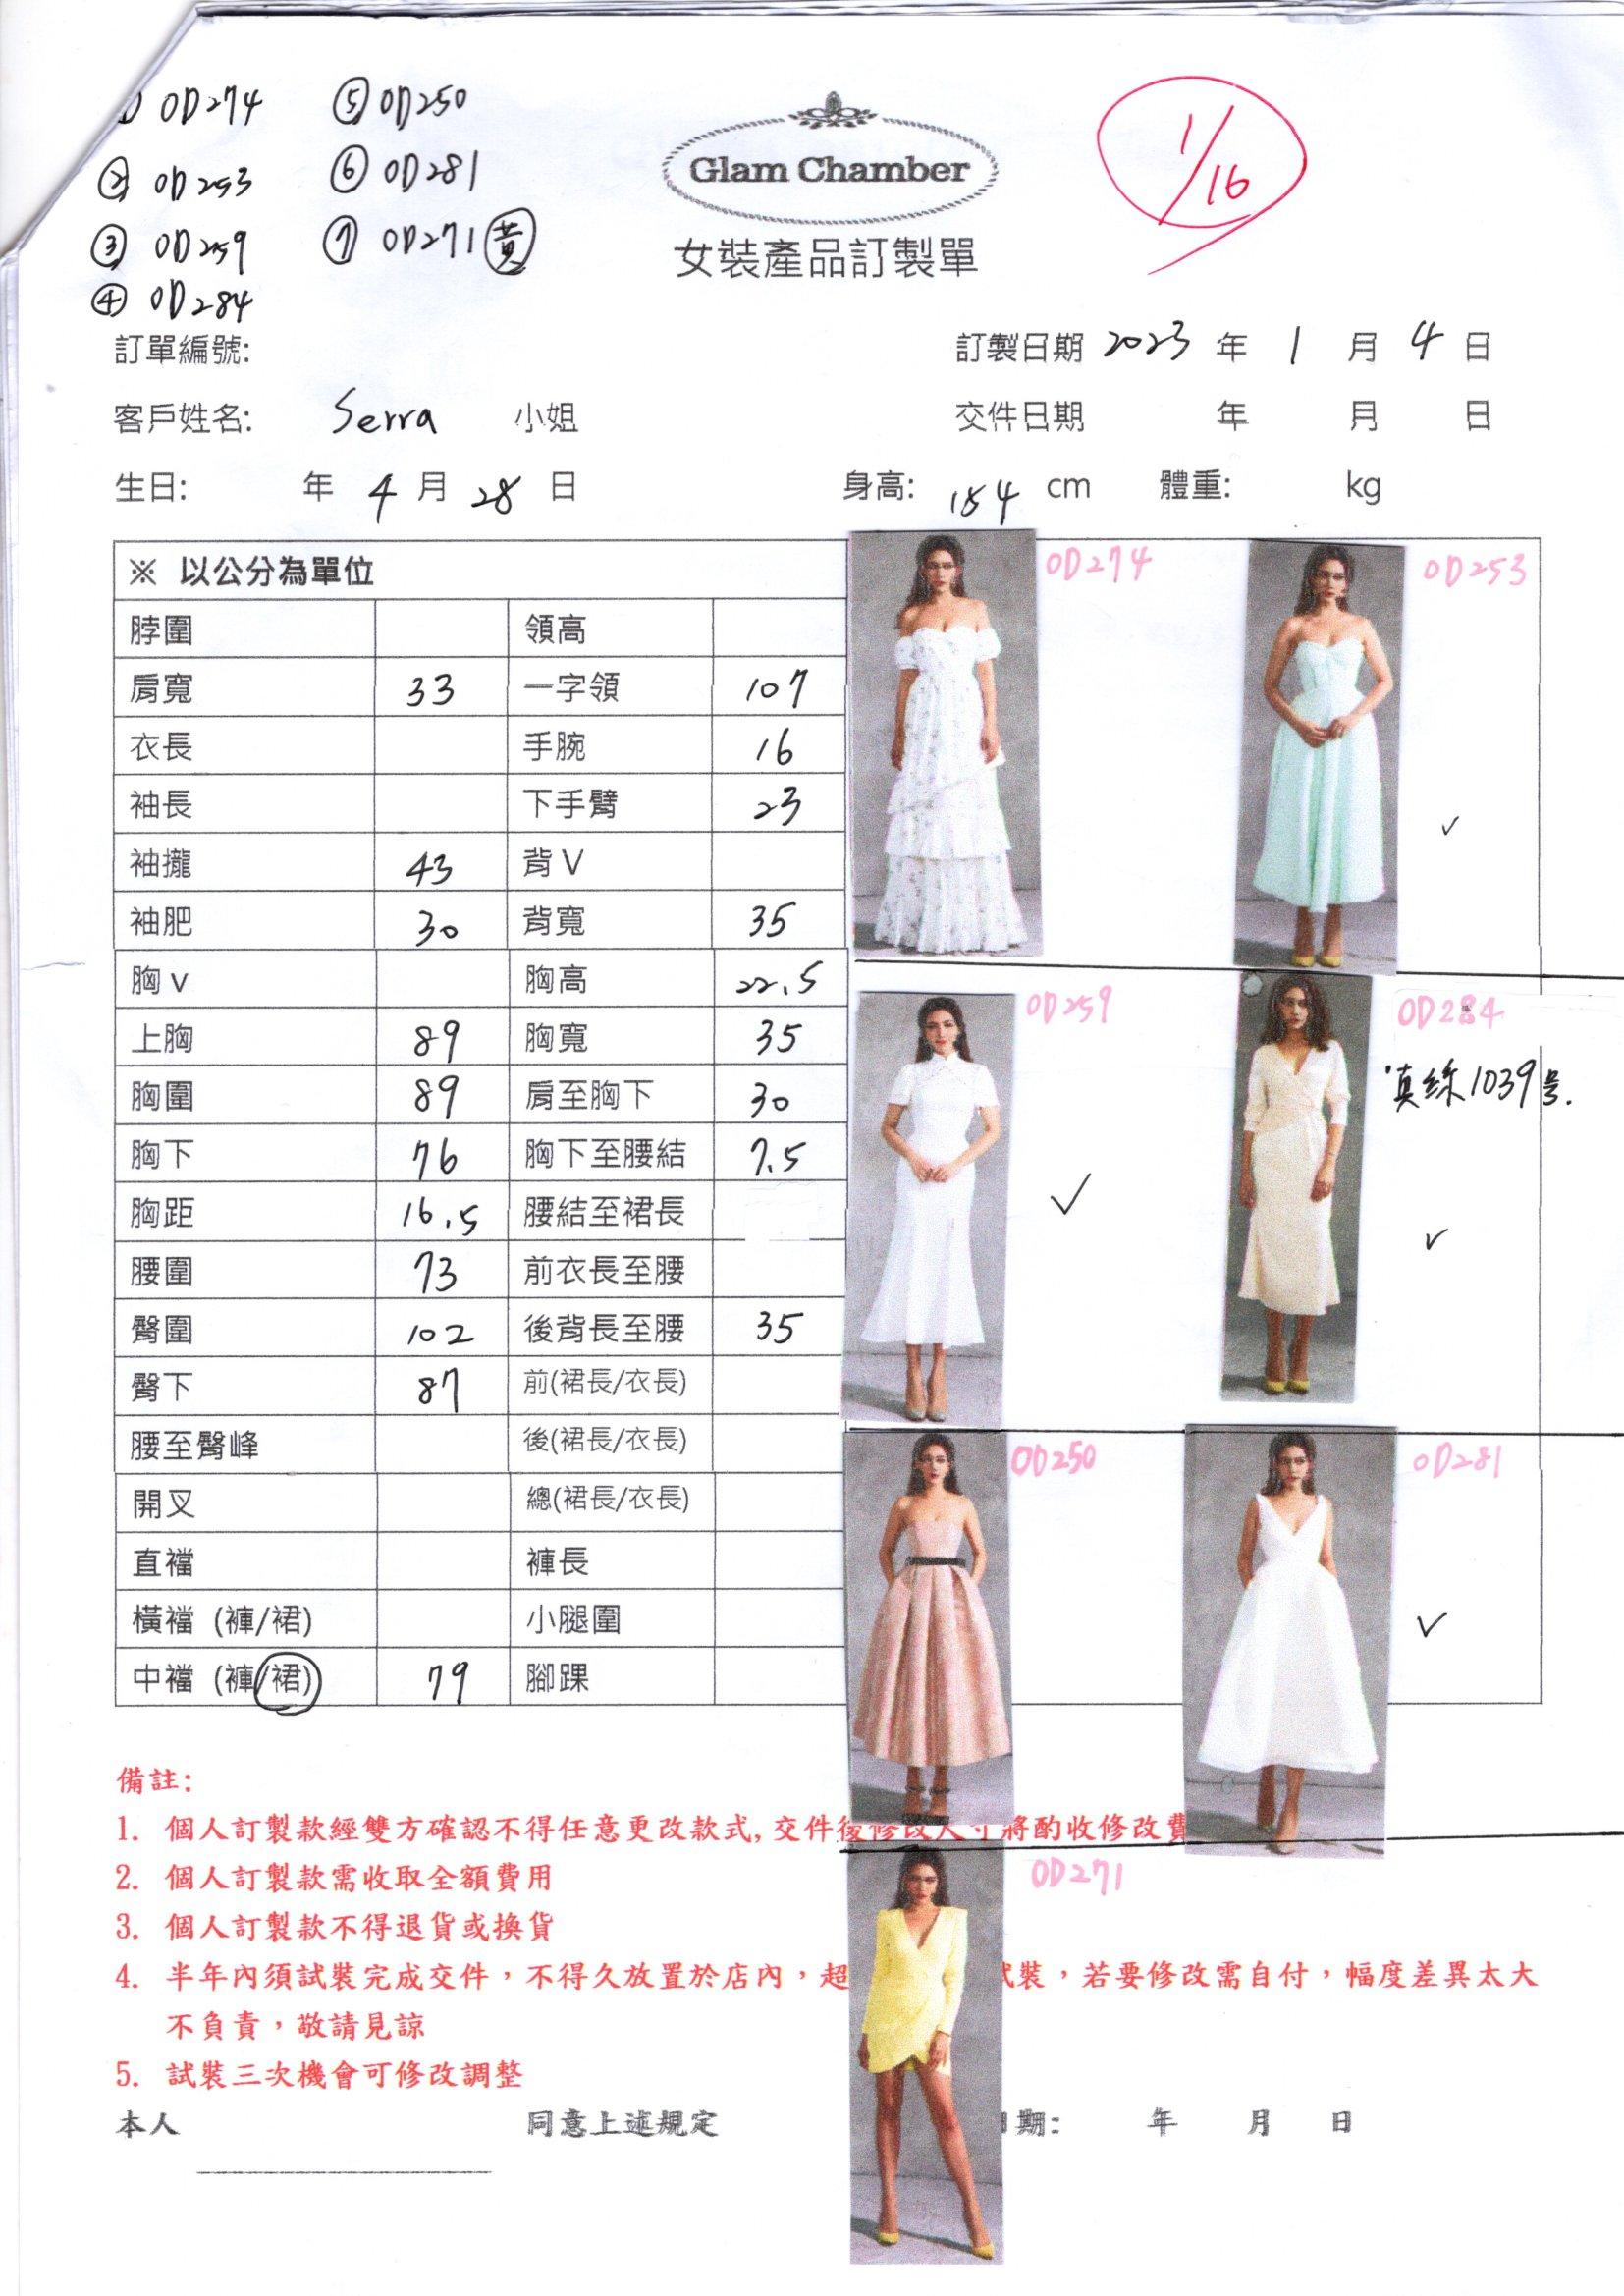 ① OD274 ⑤ OD250
② OD253 ⑥ OD281
③ OD259 ⑦ OD271 黃
④ OD284
Glam Chamber
女裝產品訂製單
1/16
訂單編號: 訂製日期 2023 年 1 月 4 日
客戶姓名: Serra 小姐 交件日期 年 月 日
生日: 年 4 月 28 日 身高: 154 cm 體重: kg
※ 以公分為單位
脖圍 領高
肩寬 33 一字領 107
衣長 手腕 16
袖長 下手臂 23
袖攏 43 背V
袖肥 30 背寬 35
胸v 胸高 22.5
上胸 89 胸寬 35
胸圍 89 肩至胸下 30
胸下 76 胸下至腰結 7.5
胸距 16.5 腰結至裙長
腰圍 73 前衣長至腰
臀圍 102 後背長至腰 35
臀下 87 前(裙長/衣長)
腰至臀峰 後(裙長/衣長)
開叉 總(裙長/衣長)
直襠 褲長
橫襠 (褲/裙) 小腿圍
中襠 (褲/裙) 79 腳踝
OD274 OD253
OD259 OD284
真絲1039号.
OD250 OD281
OD271
備註:
1. 個人訂製款經雙方確認不得任意更改款式,交件後修改尺寸將酌收修改費
2. 個人訂製款需收取全額費用
3. 個人訂製款不得退貨或換貨
4. 半年內須試裝完成交件，不得久放置於店內，超 試裝，若要修改需自付，幅度差異太大
不負責，敬請見諒
5. 試裝三次機會可修改調整
本人 同意上述規定 日期: 年 月 日